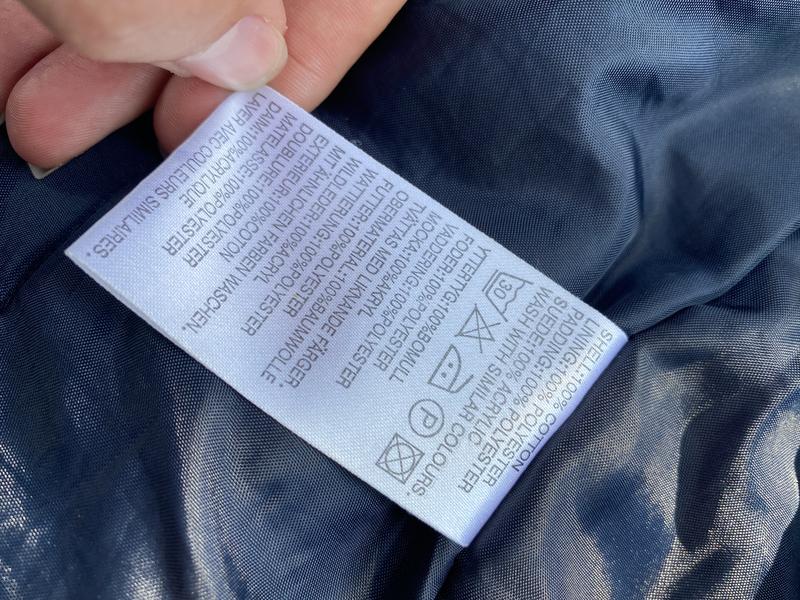 SHELL:100% COTTON
LINING:100% POLYESTER
PADDING:100% POLYESTER
SUEDE:100% ACRYLIC
WASH WITH SIMILAR COLOURS.
30
P
YTTERTYG:100%BOMULL
FODER:100%POLYESTER
VADDERING:100%POLYESTER
MOCKA:100%AKRYL
TVÄTTAS MED LIKNANDE FÄRGER.
OBERMATERIAL:100%BAUMWOLLE
FUTTER:100%POLYESTER
WATTIERUNG:100%POLYESTER
WILDLEDER:100%ACRYL
MIT ÄHNLICHEN FARBEN WASCHEN.
EXTERIEUR:100%COTON
DOUBLURE:100%POLYESTER
MATELASSE:100%POLYESTER
DAIM:100%ACRYLIQUE
LAVER AVEC COULEURS SIMILAIRES.